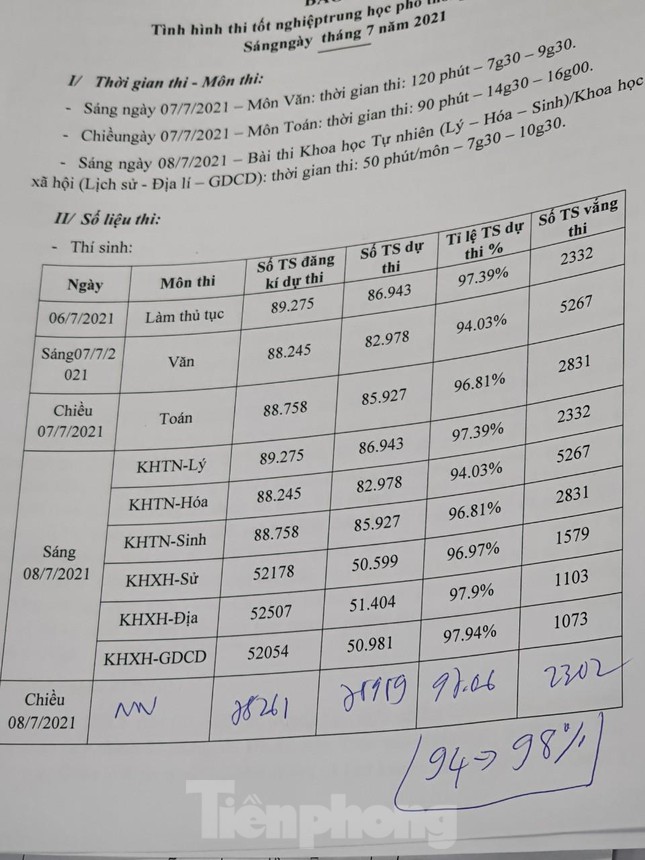 Tình hình thi tốt nghiệptrung học phổ
Sángngày tháng 7 năm 2021
I/ Thời gian thi - Môn thi:
- Sáng ngày 07/7/2021 – Môn Văn: thời gian thi: 120 phút – 7g30 – 9g30.
- Chiềungày 07/7/2021 – Môn Toán: thời gian thi: 90 phút – 14g30 – 16g00.
- Sáng ngày 08/7/2021 – Bài thi Khoa học Tự nhiên (Lý – Hóa – Sinh)/Khoa học
xã hội (Lịch sử - Địa lí – GDCD): thời gian thi: 50 phút/môn – 7g30 – 10g30.
II/ Số liệu thi:
- Thí sinh:
Ngày Môn thi Số TS đăng kí dự thi Số TS dự thi Tỉ lệ TS dự thi % Số TS vắng thi
06/7/2021 Làm thủ tục 89.275 86.943 97.39% 2332
Sáng07/7/2021 Văn 88.245 82.978 94.03% 5267
Chiều 07/7/2021 Toán 88.758 85.927 96.81% 2831
Sáng 08/7/2021 KHTN-Lý 89.275 86.943 97.39% 2332
KHTN-Hóa 88.245 82.978 94.03% 5267
KHTN-Sinh 88.758 85.927 96.81% 2831
KHXH-Sử 52178 50.599 96.97% 1579
KHXH-Địa 52507 51.404 97.9% 1103
KHXH-GDCD 52054 50.981 97.94% 1073
Chiều 08/7/2021 NN 78261 75959 97.06 2302
94 → 98%
Tiềnphong